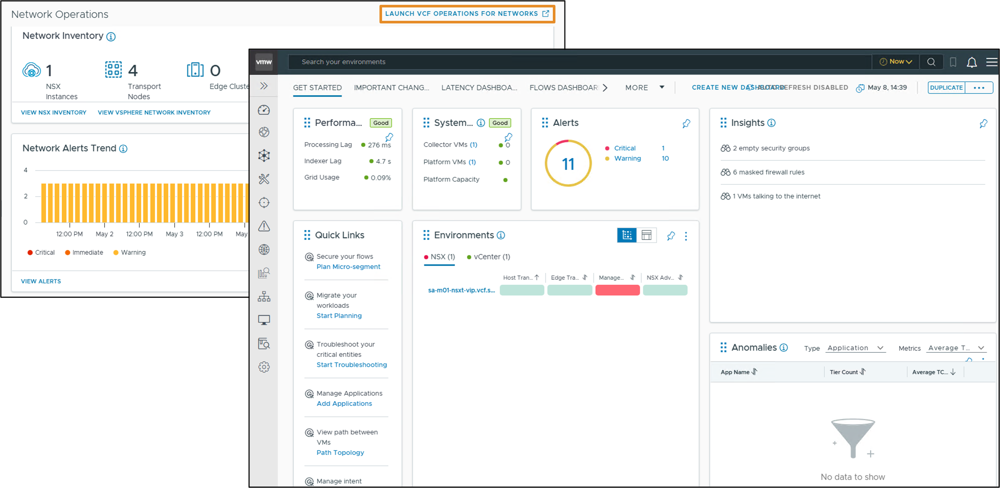 Network Operations
LAUNCH VCF OPERATIONS FOR NETWORKS
Network Inventory
1
NSX
Instances
4
Transport
Nodes
0
Edge Cluste
VIEW NSX INVENTORY
VIEW VSPHERE NETWORK INVENTORY
Network Alerts Trend
4
2
0
12:00 PM
May 2
12:00 PM
May 3
12:00 PM
May
Critical
Immediate
Warning
VIEW ALERTS
vmw
Search your environments
Now
GET STARTED
IMPORTANT CHANG...
LATENCY DASHBOA...
FLOWS DASHBOAR
MORE
CREATE NEW DASHBOARD
AUTO REFRESH DISABLED
May 8, 14:39
DUPLICATE
Performa...
Good
Processing Lag
276 ms
Indexer Lag
4.7 s
Grid Usage
0.09%
System...
Good
Collector VMs (1)
0
Platform VMs (1)
0
Platform Capacity
Alerts
11
Critical
1
Warning
10
Insights
2 empty security groups
6 masked firewall rules
1 VMs talking to the internet
Quick Links
Secure your flows
Plan Micro-segment
Migrate your
workloads
Start Planning
Troubleshoot your
critical entities
Start Troubleshooting
Manage Applications
Add Applications
View path between
VMs
Path Topology
Manage intent
Environments
NSX (1)
vCenter (1)
Host Tran...
Edge Tra...
Manage...
NSX Adv...
sa-m01-nsxt-vip.vcf.s...
Anomalies
Type
Application
Metrics
Average T...
App Name
Tier Count
Average TC...
No data to show